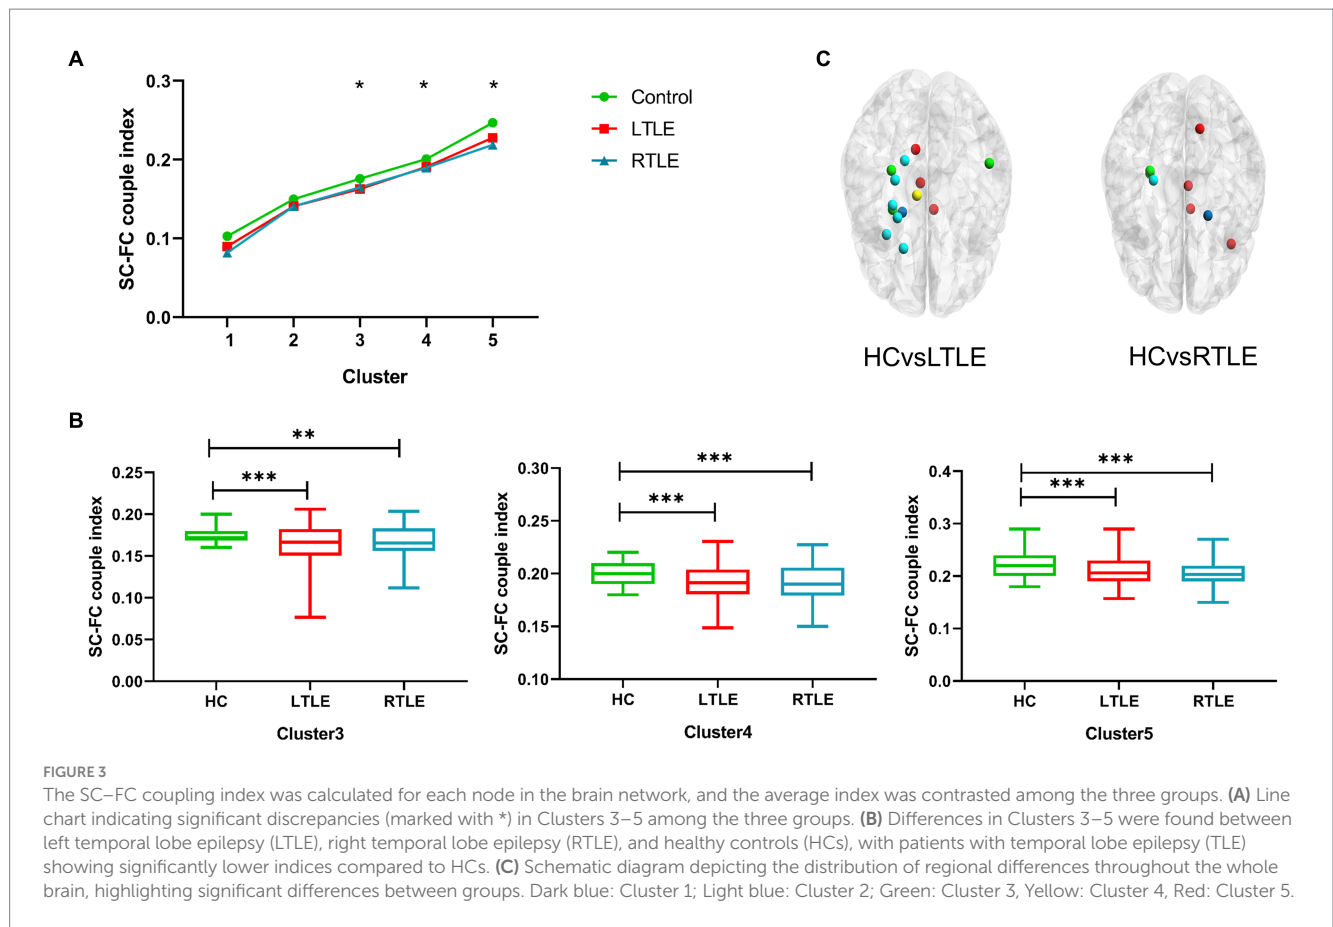 A
SC-FC couple index
0.3
0.2
0.1
0.0
* * *
1 2 3 4 5
Cluster
Control
LTLE
RTLE
C
HCvsLTLE
HCvsRTLE
B
SC-FC couple index
0.25
0.20
0.15
0.10
0.05
0.00
**
***
HC LTLE RTLE
Cluster3
SC-FC couple index
0.30
0.25
0.20
0.15
0.10
***
***
HC LTLE RTLE
Cluster4
SC-FC couple index
0.4
0.3
0.2
0.1
0.0
***
***
HC LTLE RTLE
Cluster5
FIGURE 3
The SC–FC coupling index was calculated for each node in the brain network, and the average index was contrasted among the three groups. (A) Line
chart indicating significant discrepancies (marked with *) in Clusters 3–5 among the three groups. (B) Differences in Clusters 3–5 were found between
left temporal lobe epilepsy (LTLE), right temporal lobe epilepsy (RTLE), and healthy controls (HCs), with patients with temporal lobe epilepsy (TLE)
showing significantly lower indices compared to HCs. (C) Schematic diagram depicting the distribution of regional differences throughout the whole
brain, highlighting significant differences between groups. Dark blue: Cluster 1; Light blue: Cluster 2; Green: Cluster 3, Yellow: Cluster 4, Red: Cluster 5.